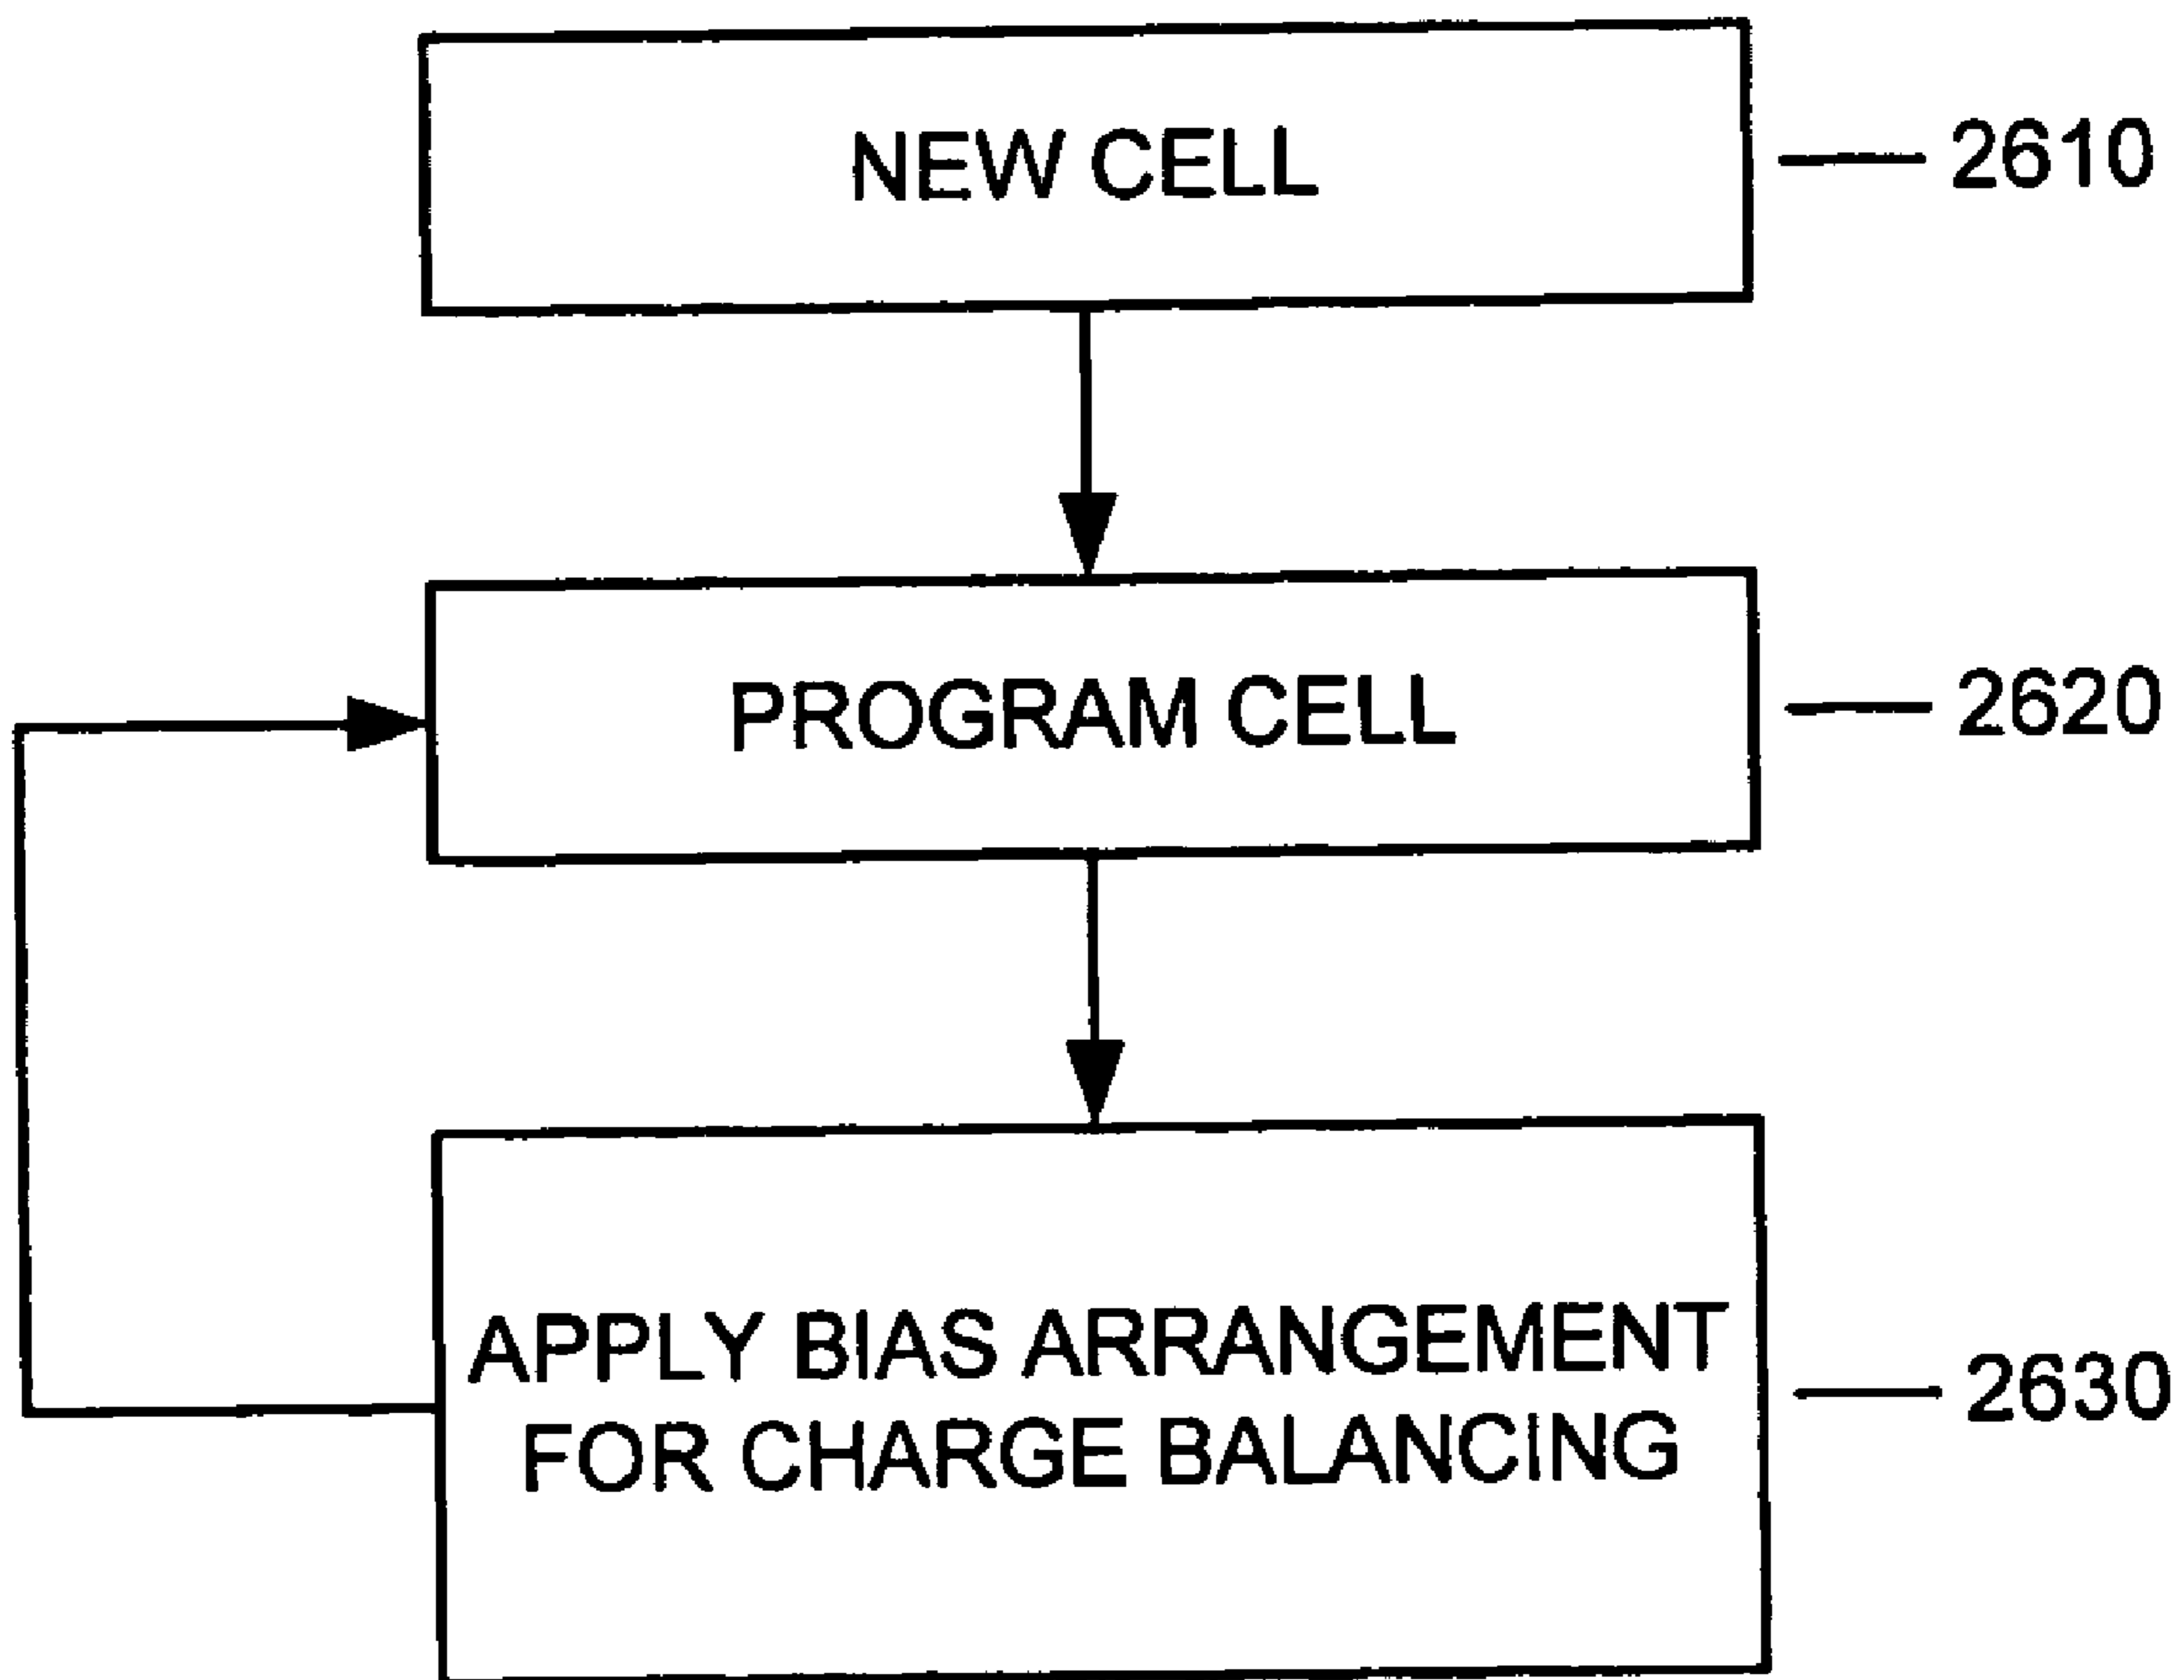 NEW CELL
2610
PROGRAM CELL
2620
APPLY BIAS ARRANGEMENT
FOR CHARGE BALANCING
2630